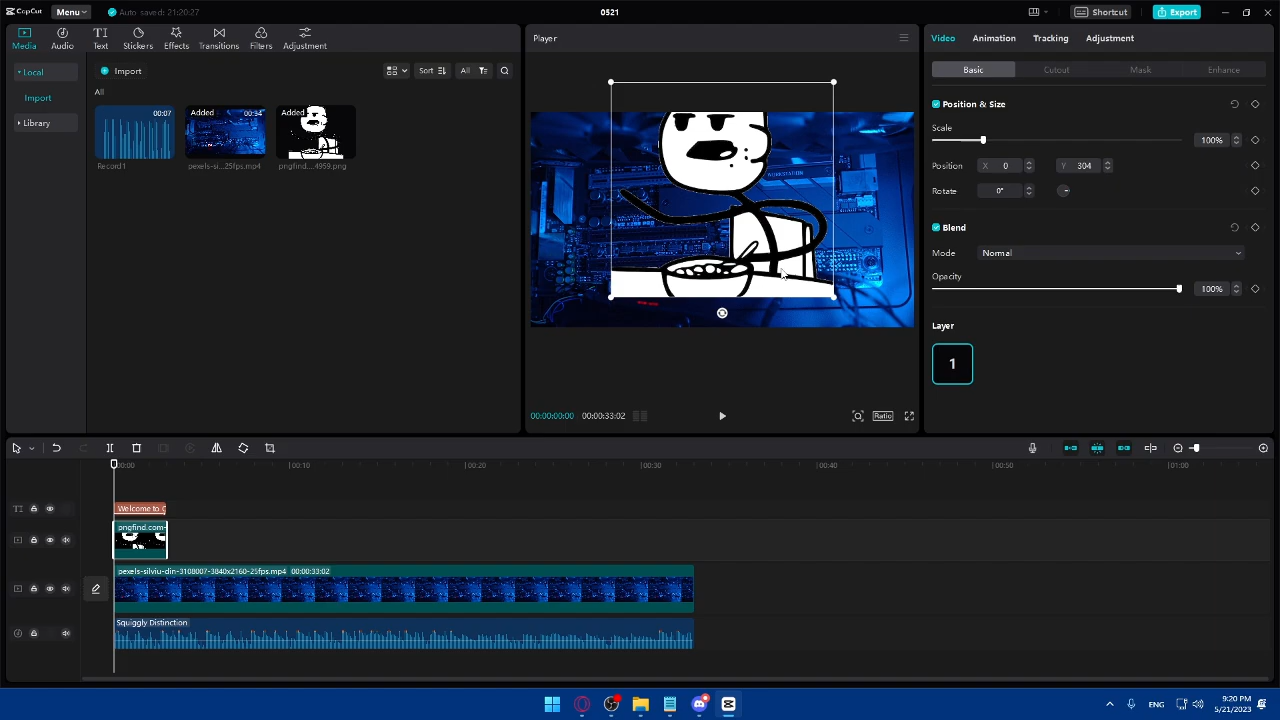 CapCut
Menu
Auto saved: 21:20:27
0521
Shortcut
Export
Media
Audio
Text
Stickers
Effects
Transitions
Filters
Adjustment
Local
Import
Library
Import
Sort
All
All
00:07
Record1
Added
00:34
pexels-si...25fps.mp4
Added
pngfind....4959.png
Player
WORKSTATION
00:00:00:00
00:00:33:02
Ratio
Video
Animation
Tracking
Adjustment
Basic
Cutout
Mask
Enhance
Position & Size
Scale
100%
Position
X 0
Y 304
Rotate
0°
Blend
Mode
Normal
Opacity
100%
Layer
1
00:00
00:10
00:20
00:30
00:40
00:50
01:00
Welcome to C
pngfind.com-
pexels-silviu-din-3108007-3840x2160-25fps.mp4 00:00:33:02
Squiggly Distinction
ENG
9:20 PM
5/21/2023